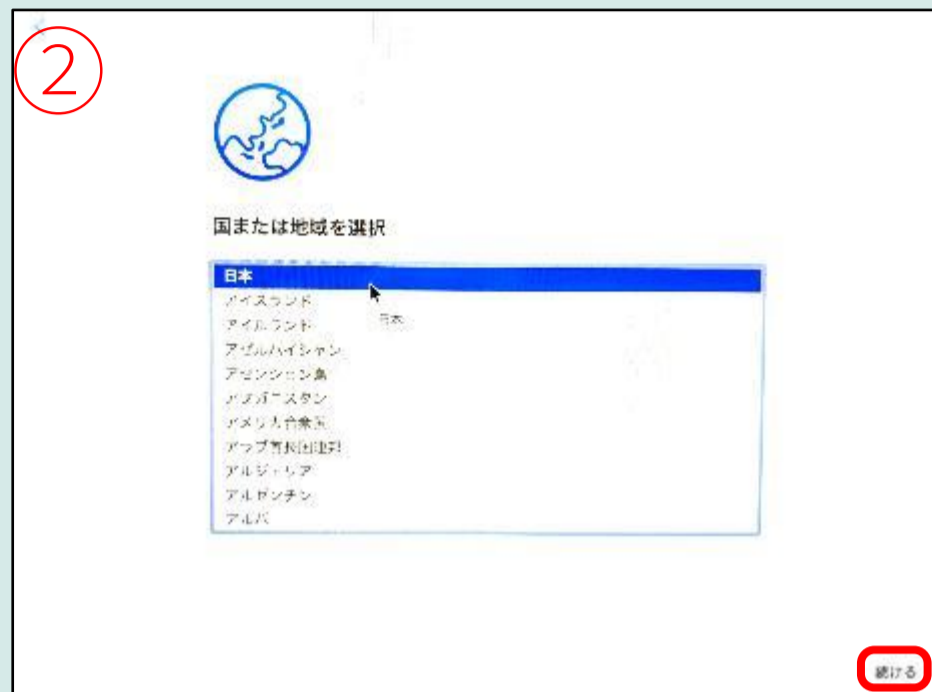 ②
国または地域を選択
日本
アイスランド
日本
アイルランド
アゼルバイジャン
アセンション島
アフガニスタン
アメリカ合衆国
アラブ首長国連邦
アルジェリア
アルゼンチン
アルバ
続ける